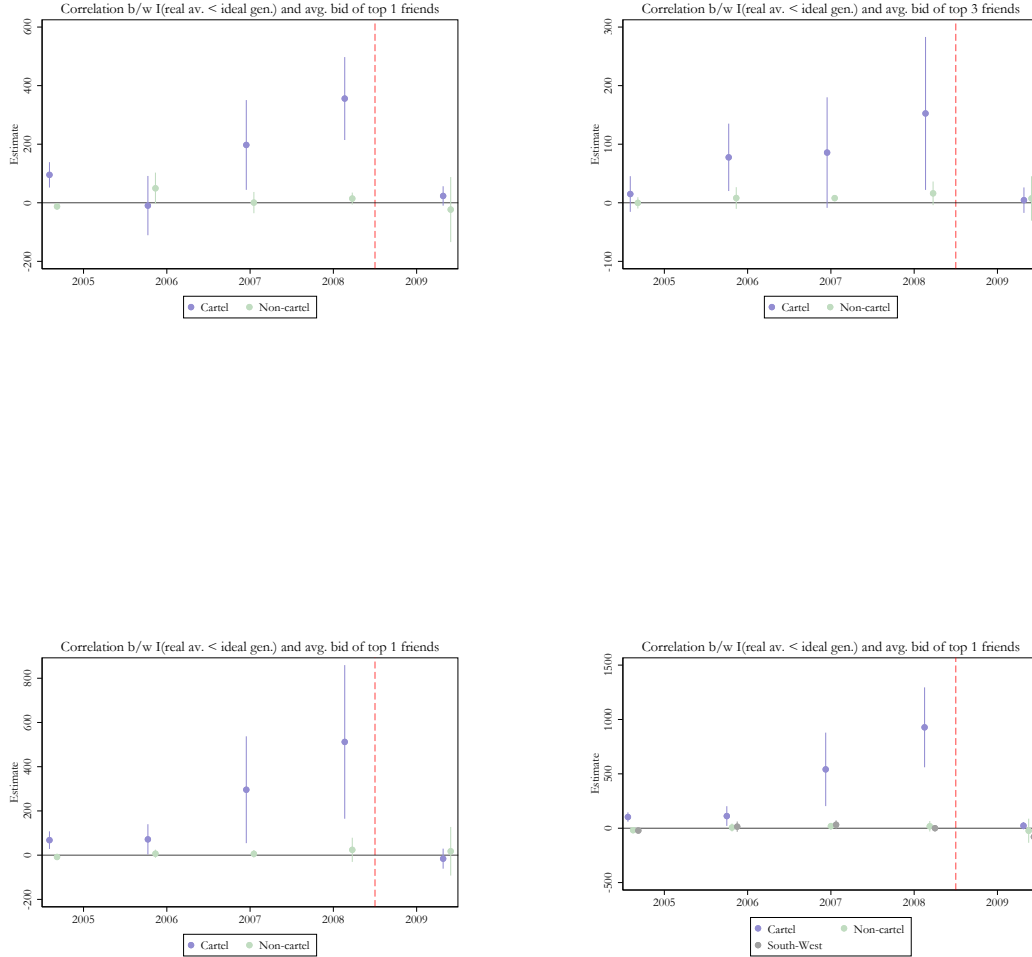 Correlation b/w I(real av. < ideal gen.) and avg. bid of top 1 friends
Estimate
600
400
200
0
-200
2005 2006 2007 2008 2009
Cartel Non-cartel
Correlation b/w I(real av. < ideal gen.) and avg. bid of top 3 friends
Estimate
300
200
100
0
-100
2005 2006 2007 2008 2009
Cartel Non-cartel
Correlation b/w I(real av. < ideal gen.) and avg. bid of top 1 friends
Estimate
800
600
400
200
0
-200
2005 2006 2007 2008 2009
Cartel Non-cartel
Correlation b/w I(real av. < ideal gen.) and avg. bid of top 1 friends
Estimate
1500
1000
500
0
-500
2005 2006 2007 2008 2009
Cartel Non-cartel
South-West